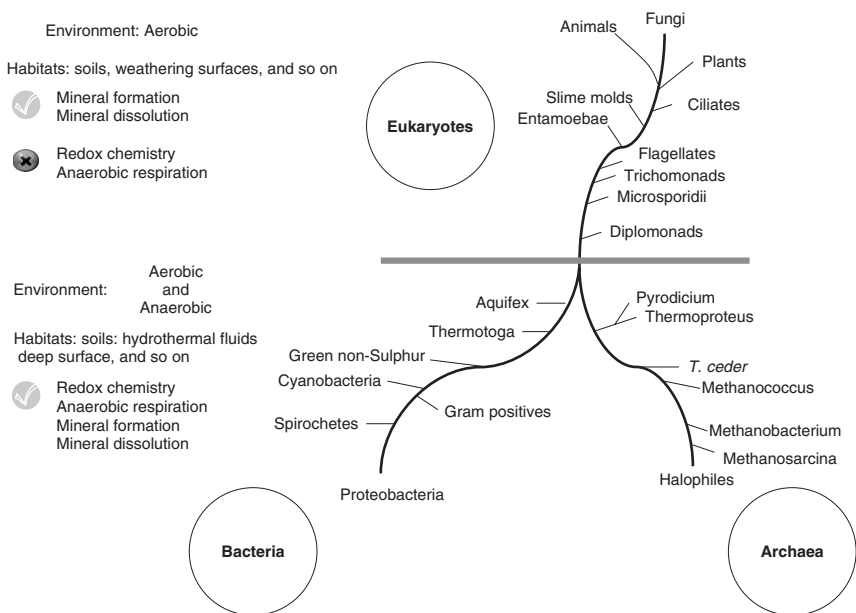 Environment: Aerobic
Habitats: soils, weathering surfaces, and so on
Mineral formation
Mineral dissolution
Redox chemistry
Anaerobic respiration
Eukaryotes
Fungi
Animals
Plants
Slime molds
Ciliates
Entamoebae
Flagellates
Trichomonads
Microsporidii
Diplomonads
Environment:
Aerobic
and
Anaerobic
Habitats: soils: hydrothermal fluids
deep surface, and so on
Redox chemistry
Anaerobic respiration
Mineral formation
Mineral dissolution
Aquifex
Thermotoga
Green non-Sulphur
Cyanobacteria
Gram positives
Spirochetes
Proteobacteria
Bacteria
Pyrodicium
Thermoproteus
T. ceder
Methanococcus
Methanobacterium
Methanosarcina
Halophiles
Archaea